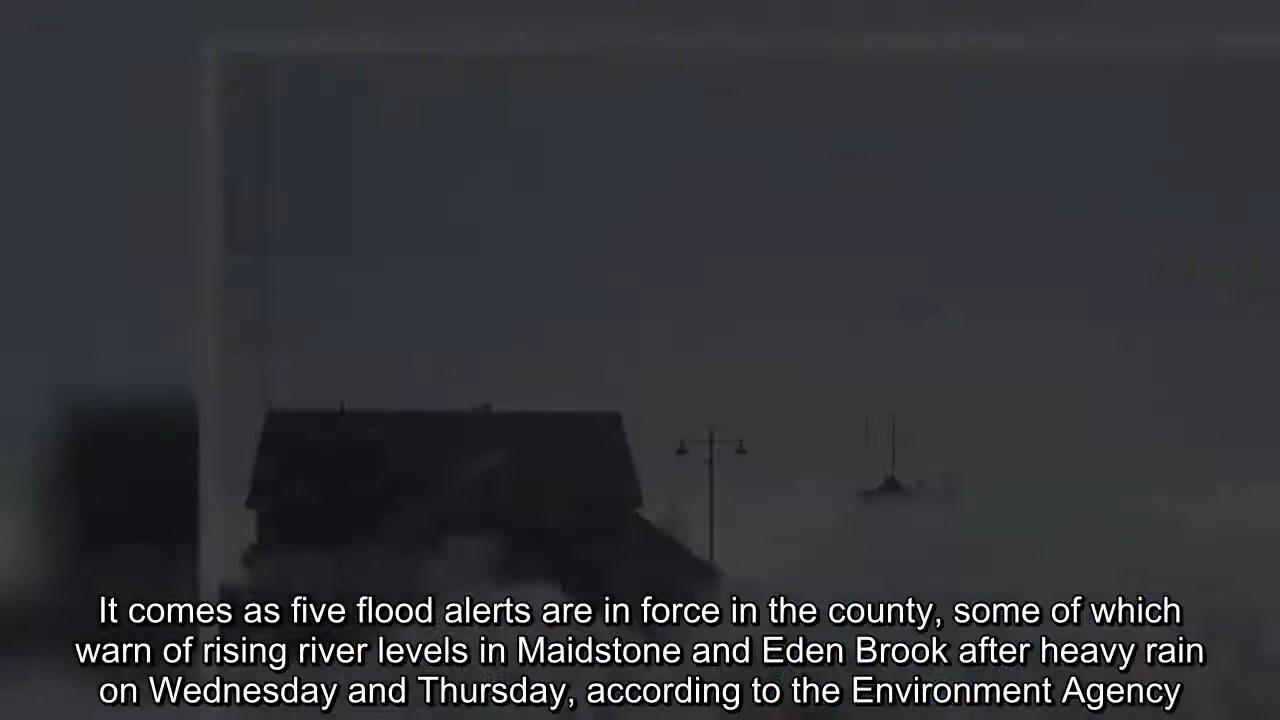 It comes as five flood alerts are in force in the county, some of which
warn of rising river levels in Maidstone and Eden Brook after heavy rain
on Wednesday and Thursday, according to the Environment Agency